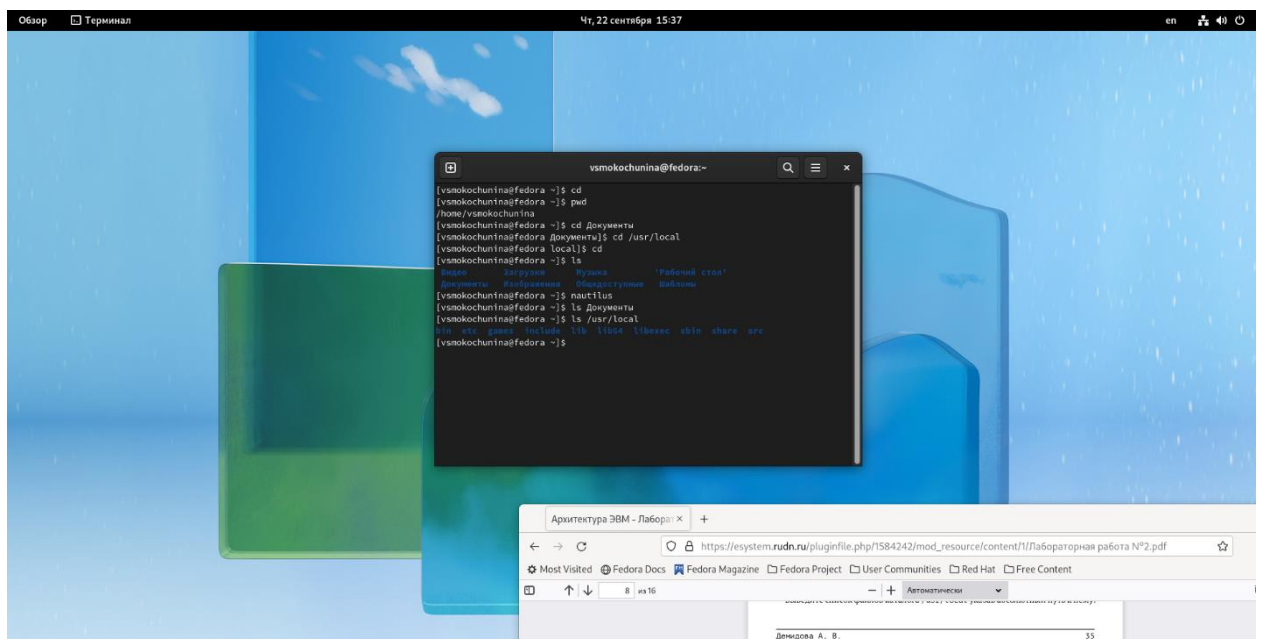 Обзор Терминал Чт, 22 сентября 15:37 en
vsmokochunina@fedora:~
[vsmokochunina@fedora ~]$ cd
[vsmokochunina@fedora ~]$ pwd
/home/vsmokochunina
[vsmokochunina@fedora ~]$ cd Документы
[vsmokochunina@fedora Документы]$ cd /usr/local
[vsmokochunina@fedora local]$ cd
[vsmokochunina@fedora ~]$ ls
Видео Загрузки Музыка 'Рабочий стол'
Документы Изображения Общедоступные Шаблоны
[vsmokochunina@fedora ~]$ nautilus
[vsmokochunina@fedora ~]$ ls Документы
[vsmokochunina@fedora ~]$ ls /usr/local
bin etc games include lib lib64 libexec sbin share src
[vsmokochunina@fedora ~]$
Архитектура ЭВМ - Лаборат
https://esystem.rudn.ru/pluginfile.php/1584242/mod_resource/content/1/Лабораторная работа №2.pdf
Most Visited Fedora Docs Fedora Magazine Fedora Project User Communities Red Hat Free Content
8 из 16 Автоматически
Демидова А. В. 35